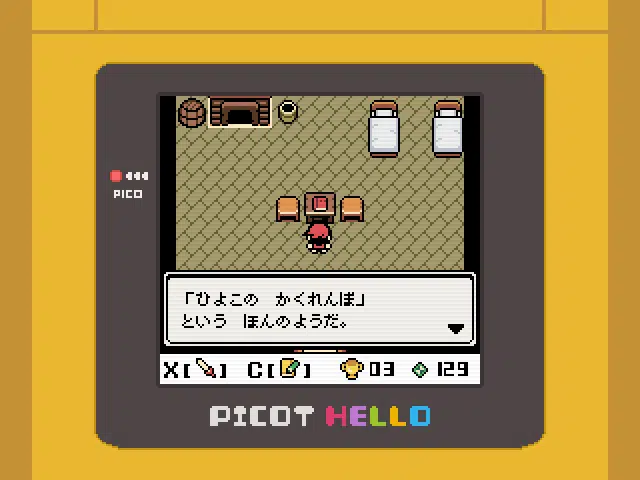 PICO
「ひよこの　かくれんぼ」
という　ほんのようだ。
X[ ] C[ ] 03 129
PICOT HELLO